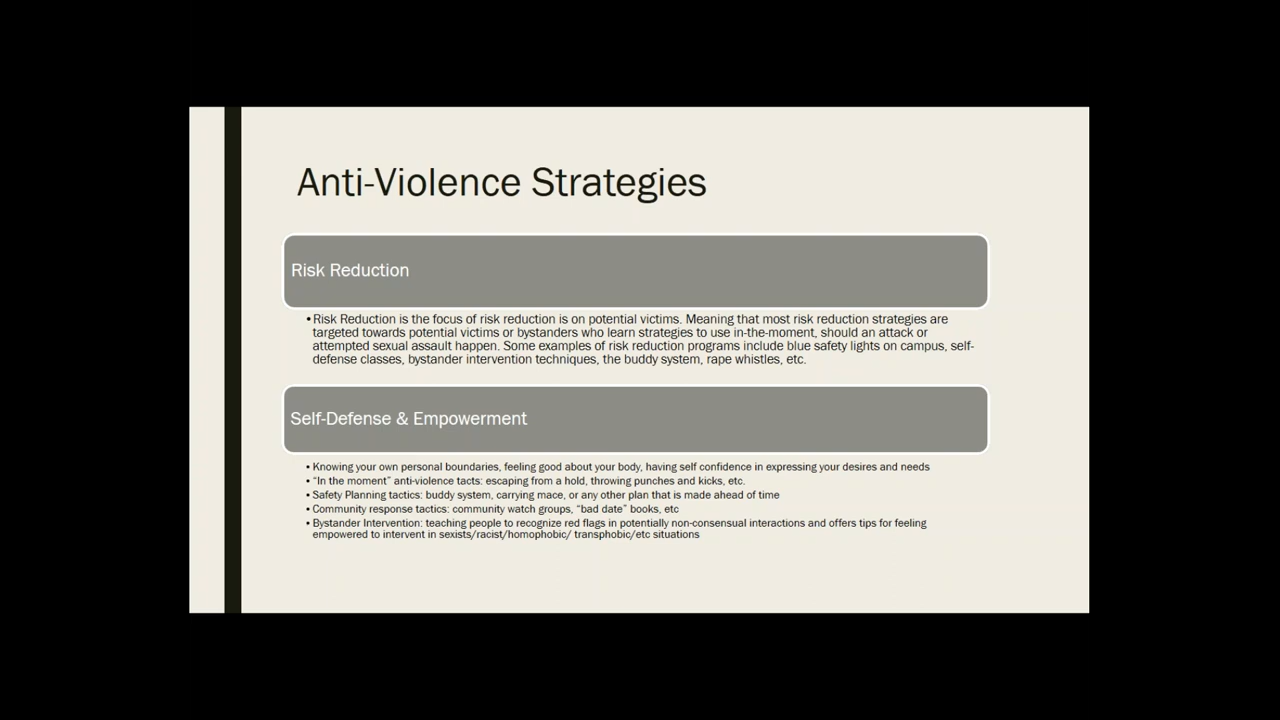 Anti-Violence Strategies
Risk Reduction
•Risk Reduction is the focus of risk reduction is on potential victims. Meaning that most risk reduction strategies are
targeted towards potential victims or bystanders who learn strategies to use in-the-moment, should an attack or
attempted sexual assault happen. Some examples of risk reduction programs include blue safety lights on campus, self-
defense classes, bystander intervention techniques, the buddy system, rape whistles, etc.
Self-Defense & Empowerment
• Knowing your own personal boundaries, feeling good about your body, having self confidence in expressing your desires and needs
• “In the moment” anti-violence tacts: escaping from a hold, throwing punches and kicks, etc.
• Safety Planning tactics: buddy system, carrying mace, or any other plan that is made ahead of time
• Community response tactics: community watch groups, “bad date” books, etc
• Bystander Intervention: teaching people to recognize red flags in potentially non-consensual interactions and offers tips for feeling
empowered to intervent in sexists/racist/homophobic/ transphobic/etc situations